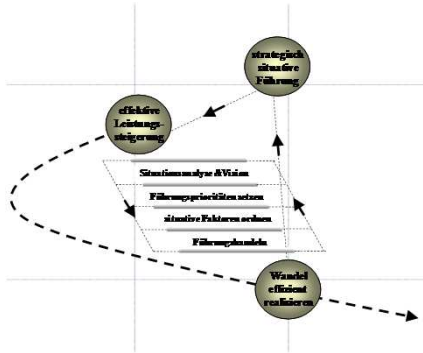 strategisch
situative
Führung
effektive
Leistungs-
steigerung
Situationsanalyse & Vision
Führungsprioritäten setzen
situative Faktoren ordnen
Führungshandeln
Wandel
effizient
realisieren